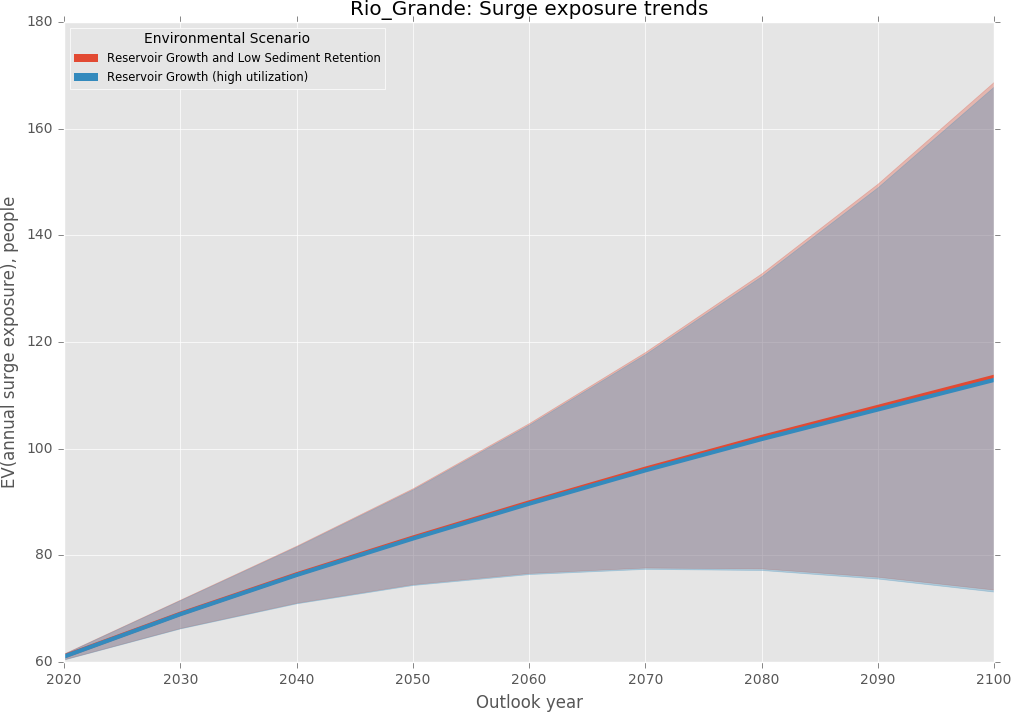 Rio_Grande: Surge exposure trends
Environmental Scenario
Reservoir Growth and Low Sediment Retention
Reservoir Growth (high utilization)
EV(annual surge exposure), people
180
160
140
120
100
80
60
2020 2030 2040 2050 2060 2070 2080 2090 2100
Outlook year